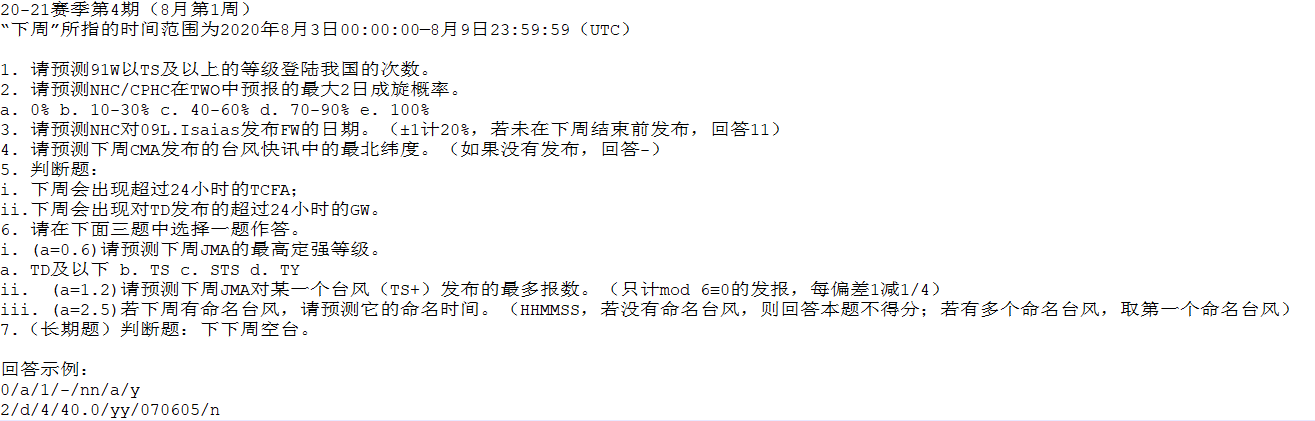 20-21赛季第4期（8月第1周）
“下周”所指的时间范围为2020年8月3日00:00:00—8月9日23:59:59（UTC）
1. 请预测91W以TS及以上的等级登陆我国的次数。
2. 请预测NHC/CPHC在TWO中预报的最大2日成旋概率。
a. 0% b. 10-30% c. 40-60% d. 70-90% e. 100%
3. 请预测NHC对09L.Isaias发布FW的日期。（±1计20%，若未在下周结束前发布，回答11）
4. 请预测下周CMA发布的台风快讯中的最北纬度。（如果没有发布，回答-）
5. 判断题：
i. 下周会出现超过24小时的TCFA；
ii.下周会出现对TD发布的超过24小时的GW。
6. 请在下面三题中选择一题作答。
i. (a=0.6)请预测下周JMA的最高定强等级。
a. TD及以下 b. TS c. STS d. TY
ii. (a=1.2)请预测下周JMA对某一个台风（TS+）发布的最多报数。（只计mod 6≡0的发报，每偏差1减1/4）
iii. (a=2.5)若下周有命名台风，请预测它的命名时间。（HHMMSS，若没有命名台风，则回答本题不得分；若有多个命名台风，取第一个命名台风）
7.（长期题）判断题：下下周空台。
回答示例：
0/a/1/-/nn/a/y
2/d/4/40.0/yy/070605/n